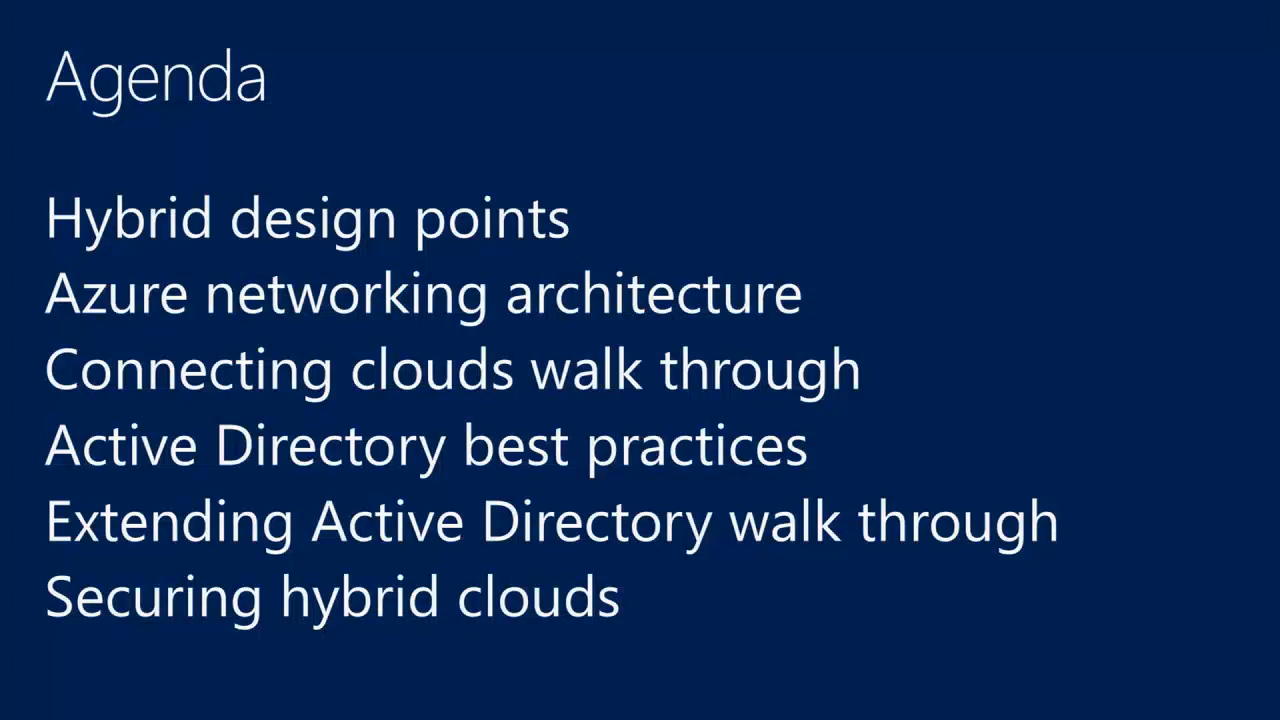 Agenda
Hybrid design points
Azure networking architecture
Connecting clouds walk through
Active Directory best practices
Extending Active Directory walk through
Securing hybrid clouds